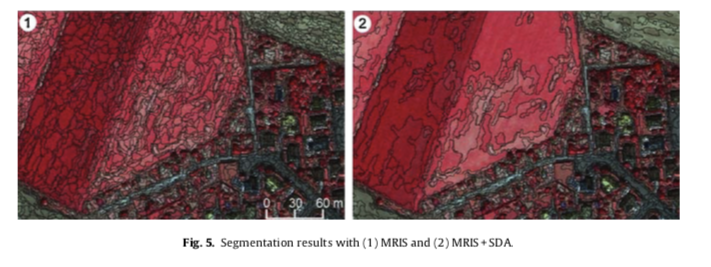 1
2
0 30 60 m
Fig. 5. Segmentation results with (1) MRIS and (2) MRIS+SDA.